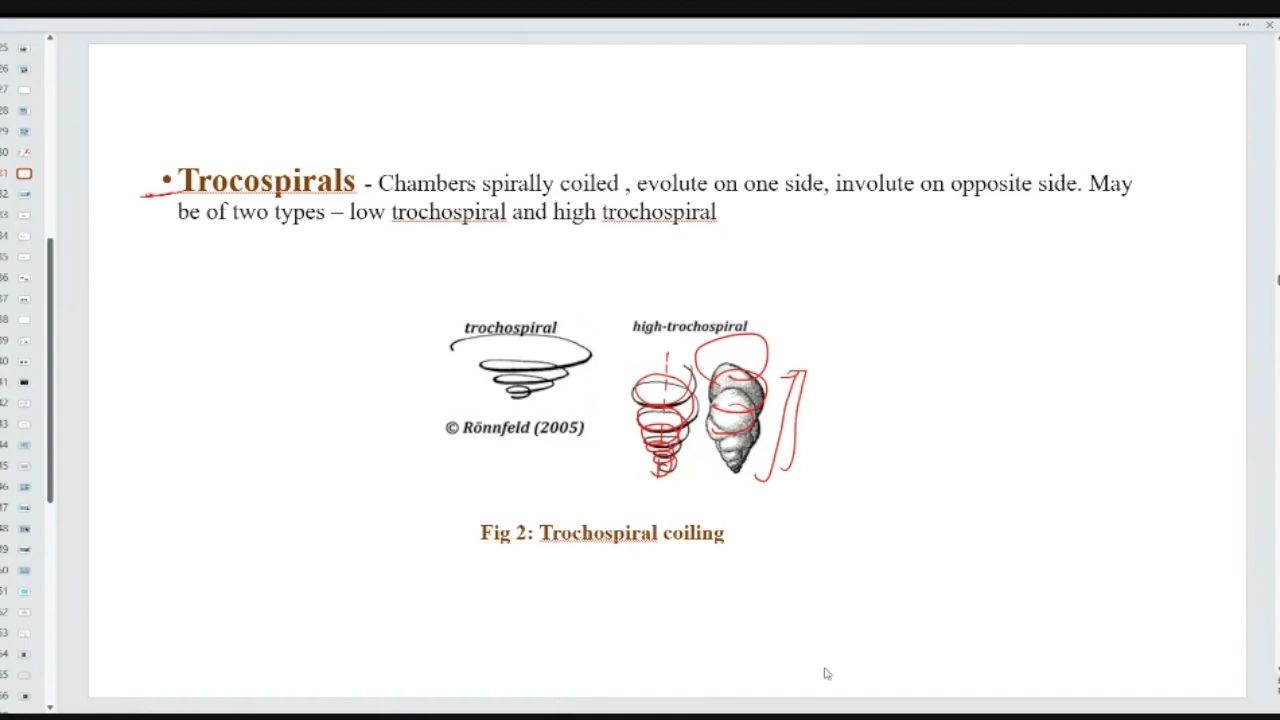 • Trocospirals - Chambers spirally coiled , evolute on one side, involute on opposite side. May
be of two types – low trochospiral and high trochospiral
trochospiral
high-trochospiral
© Rönnfeld (2005)
Fig 2: Trochospiral coiling